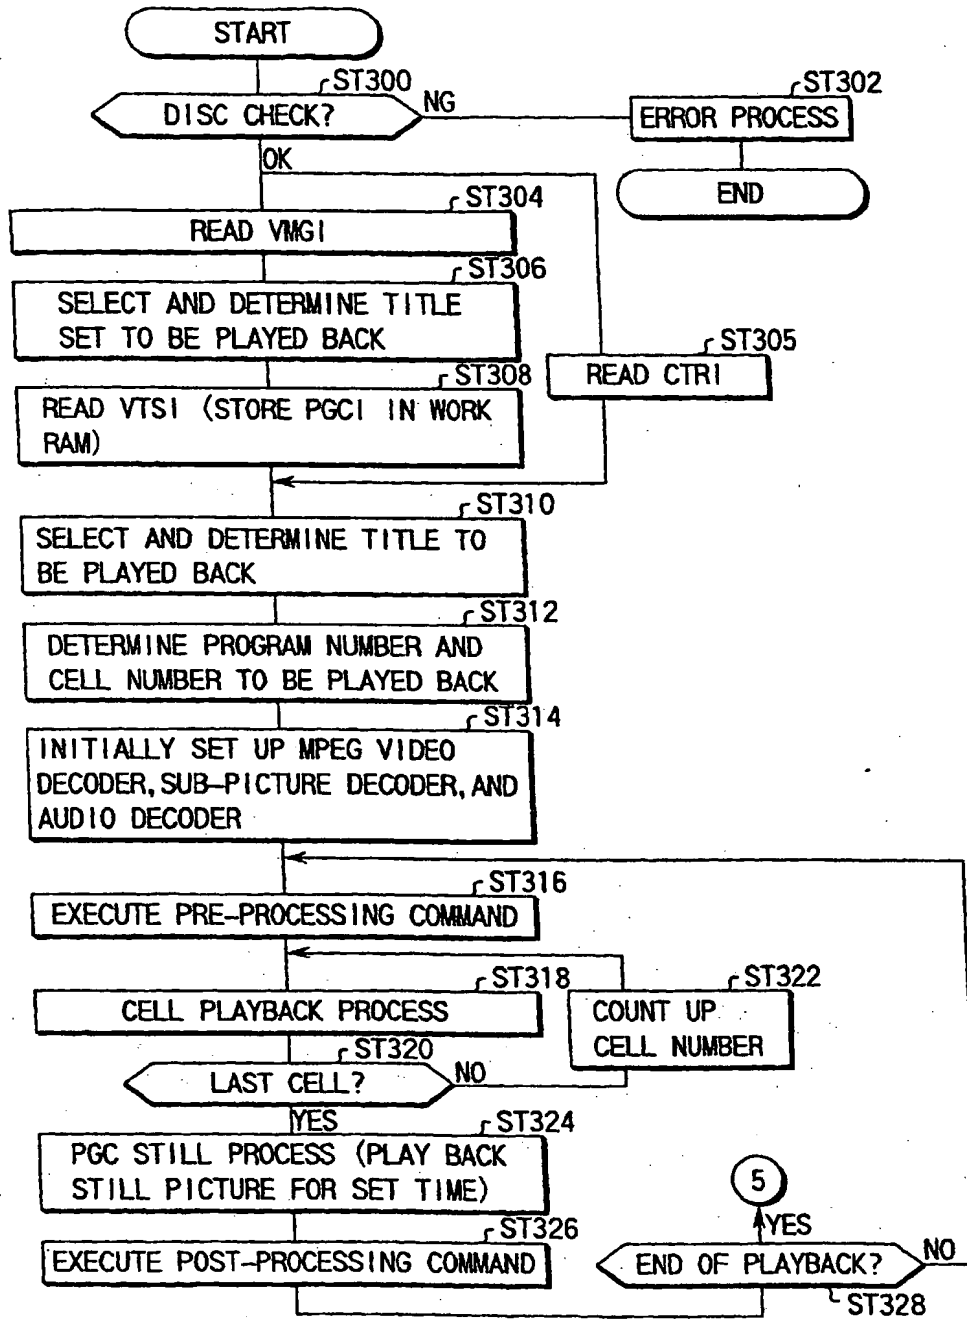 START
ST300
DISC CHECK?
NG
ST302
ERROR PROCESS
END
OK
ST304
READ VMGI
ST306
SELECT AND DETERMINE TITLE
SET TO BE PLAYED BACK
ST305
READ CTRI
ST308
READ VTSI (STORE PGCI IN WORK
RAM)
ST310
SELECT AND DETERMINE TITLE TO
BE PLAYED BACK
ST312
DETERMINE PROGRAM NUMBER AND
CELL NUMBER TO BE PLAYED BACK
ST314
INITIALLY SET UP MPEG VIDEO
DECODER, SUB-PICTURE DECODER, AND
AUDIO DECODER
ST316
EXECUTE PRE-PROCESSING COMMAND
ST318
CELL PLAYBACK PROCESS
ST322
COUNT UP
CELL NUMBER
ST320
LAST CELL?
NO
YES
ST324
PGC STILL PROCESS (PLAY BACK
STILL PICTURE FOR SET TIME)
ST326
EXECUTE POST-PROCESSING COMMAND
5
YES
END OF PLAYBACK?
NO
ST328